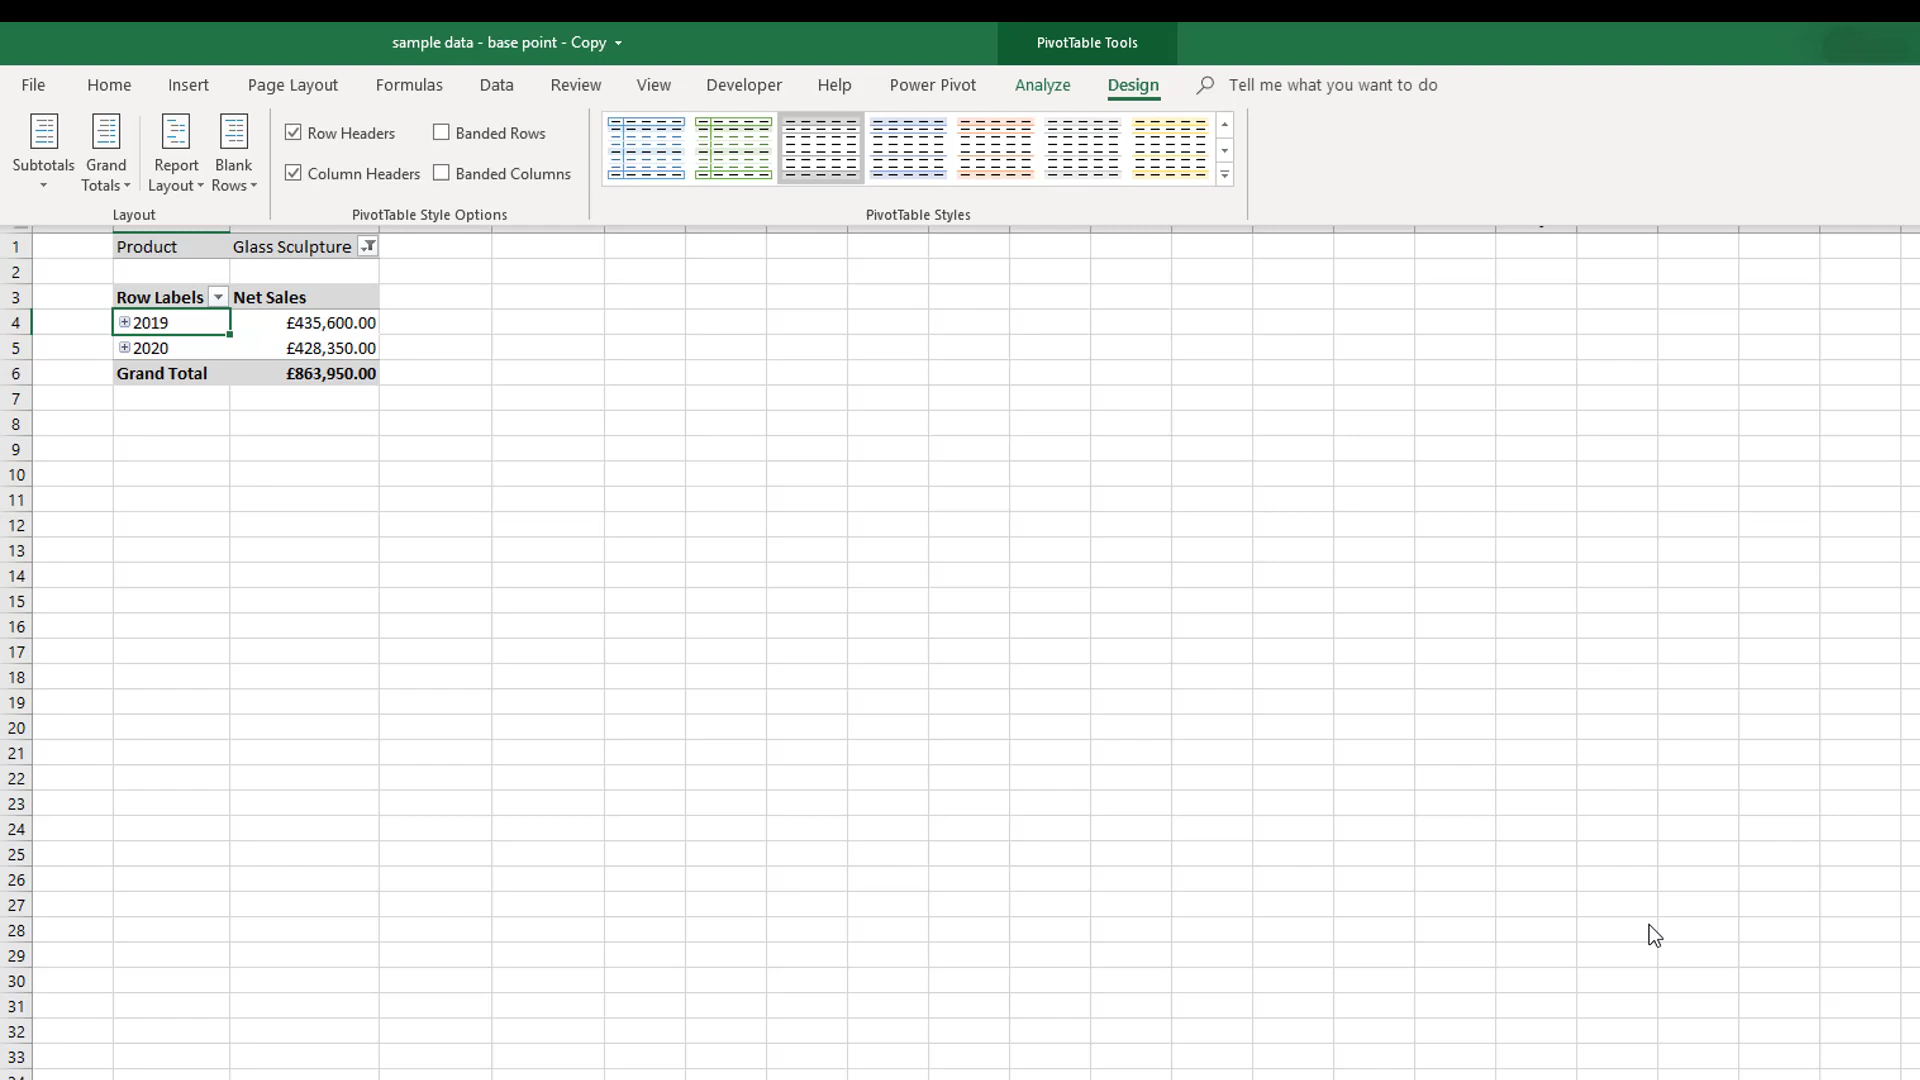 sample data - base point - Copy
PivotTable Tools
File Home Insert Page Layout Formulas Data Review View Developer Help Power Pivot Analyze Design Tell me what you want to do
Subtotals
Grand Totals
Report Layout
Blank Rows
Row Headers Banded Rows
Column Headers Banded Columns
Layout PivotTable Style Options PivotTable Styles
1 Product Glass Sculpture
2
3 Row Labels Net Sales
4 2019 £435,600.00
5 2020 £428,350.00
6 Grand Total £863,950.00
7
8
9
10
11
12
13
14
15
16
17
18
19
20
21
22
23
24
25
26
27
28
29
30
31
32
33